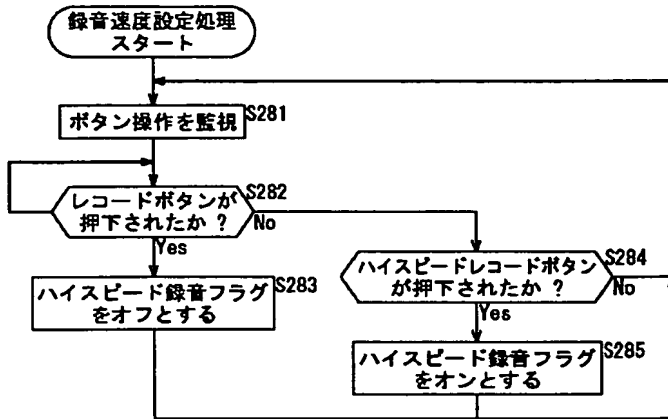 録音速度設定処理
スタート
ボタン操作を監視
S281
レコードボタンが
押下されたか ?
S282
No
Yes
ハイスピード録音フラグ
をオフとする
S283
ハイスピードレコードボタン
が押下されたか ?
S284
No
Yes
ハイスピード録音フラグ
をオンとする
S285